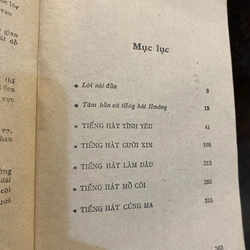 Mục lục
Lời nói đầu 5
Tâm hồn và tiếng hát Hmông 15
TIẾNG HÁT TÌNH YÊU 41
TIẾNG HÁT CƯỚI XIN 109
TIẾNG HÁT LÀM DÂU 213
TIẾNG HÁT MỒ CÔI 285
TIẾNG HÁT CÚNG MA 315